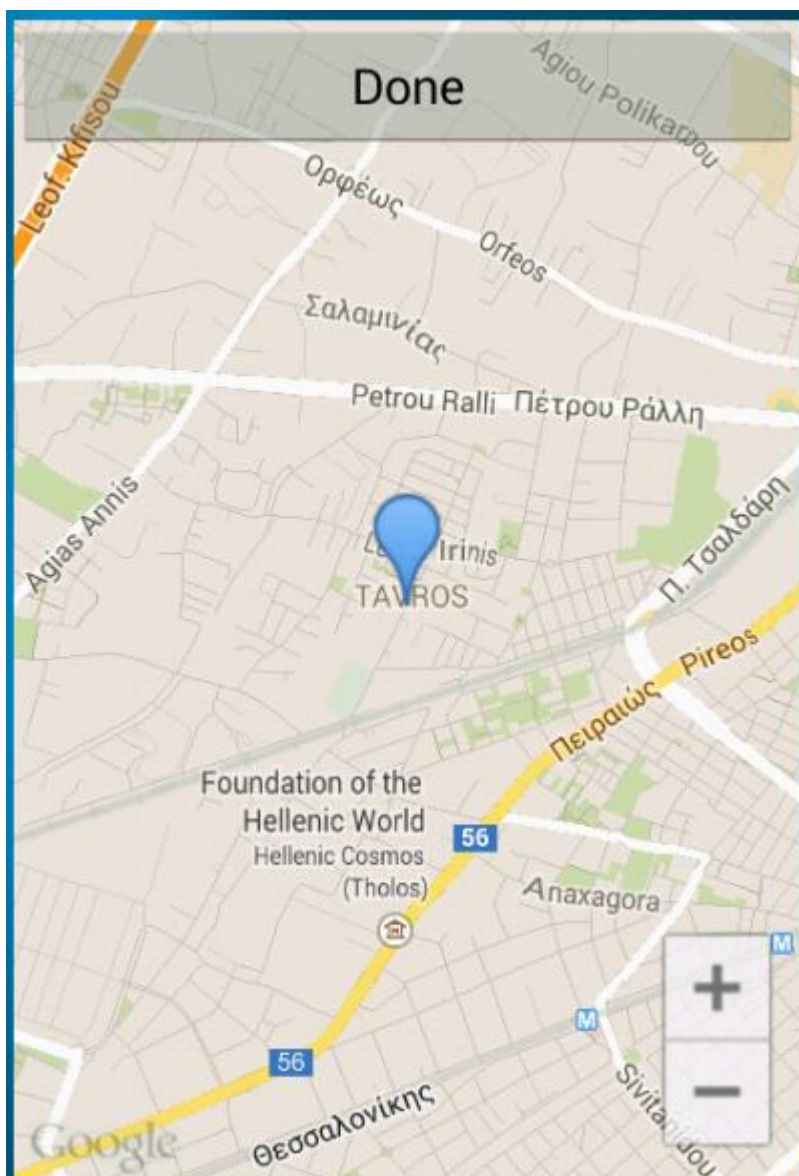 Done
Agiou Polikarpou
Leof. Kifisou
Ορφέως
Orfeos
Σαλαμινίας
Petrou Ralli Πέτρου Ράλλη
Agias Annis
Π. Τσαλδάρη
Irinis
TAVROS
Πειραιώς Pireos
Foundation of the
Hellenic World
Hellenic Cosmos
(Tholos)
56
Anaxagora
M
+
M
56
−
Θεσσαλονίκης
Google